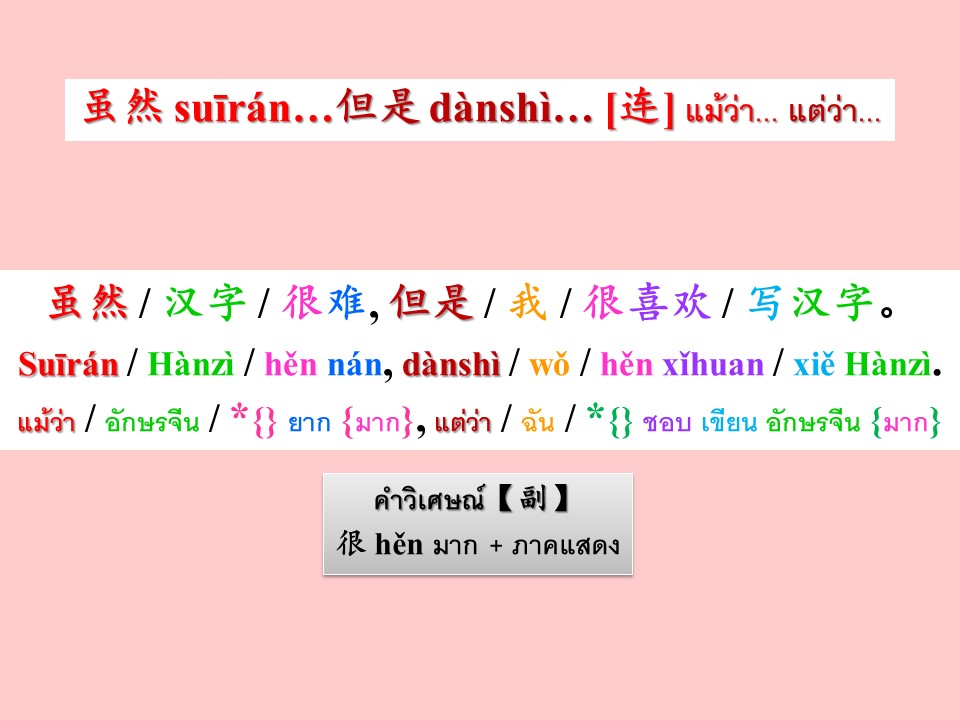 虽然 suīrán…但是 dànshì… [连] แม้ว่า... แต่ว่า...
虽然 / 汉字 / 很难, 但是 / 我 / 很喜欢 / 写汉字。
Suīrán / Hànzì / hěn nán, dànshì / wǒ / hěn xǐhuan / xiě Hànzì.
แม้ว่า / อักษรจีน / *{} ยาก {มาก}, แต่ว่า / ฉัน / *{} ชอบ เขียน อักษรจีน {มาก}
คำวิเศษณ์【副】
很 hěn มาก + ภาคแสดง